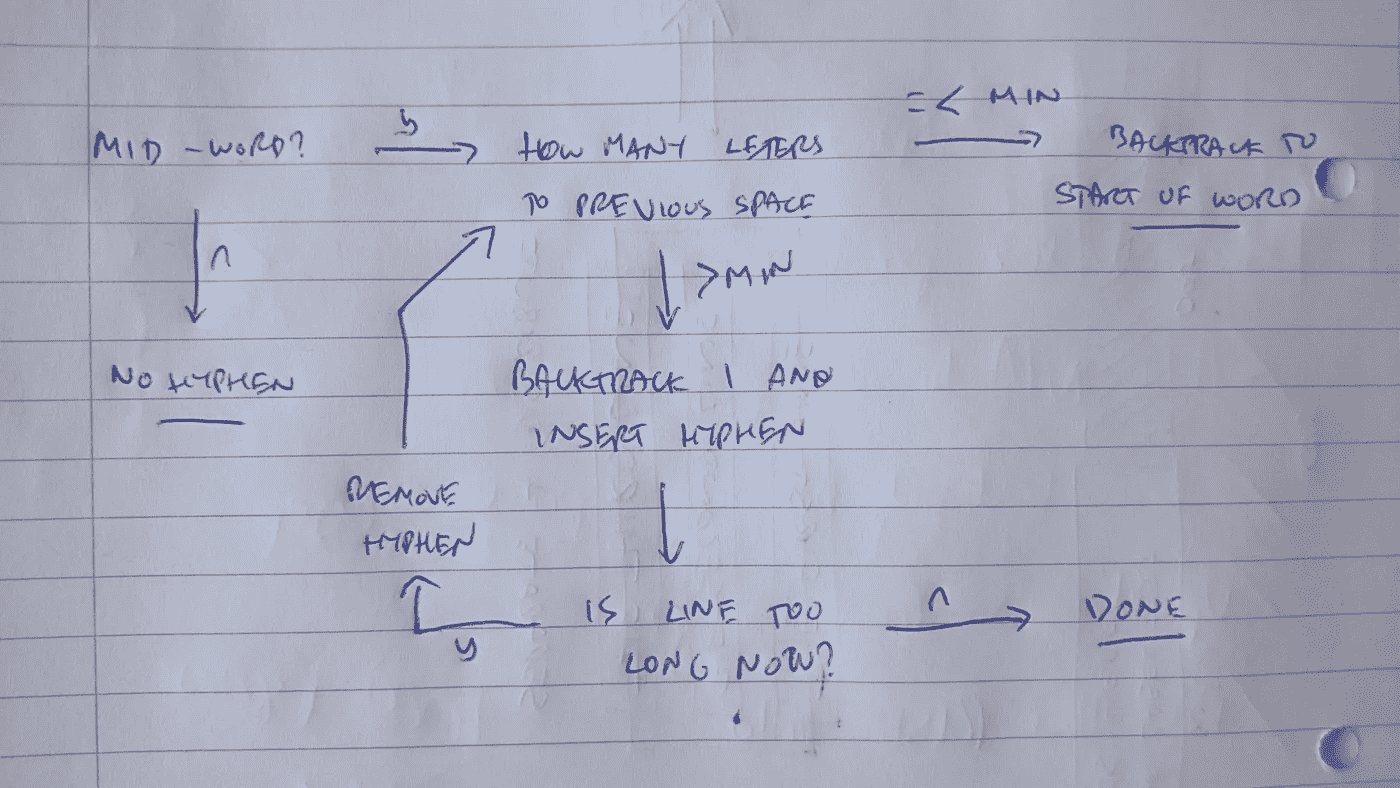 =< MIN
y
MID-WORD?
HOW MANY LETERS
BACKTRACK TO
TO PREVIOUS SPACE
START OF WORD
n
>MIN
NO HYPHEN
BACKTRACK 1 AND
INSERT HYPHEN
REMOVE
HYPHEN
IS LINE TOO
n
DONE
y
LONG NOW?